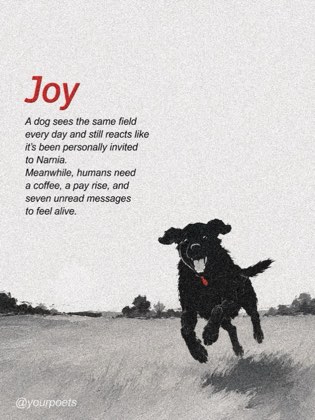 Joy
A dog sees the same field
every day and still reacts like
it's been personally invited
to Narnia.
Meanwhile, humans need
a coffee, a pay rise, and
seven unread messages
to feel alive.
@yourpoets